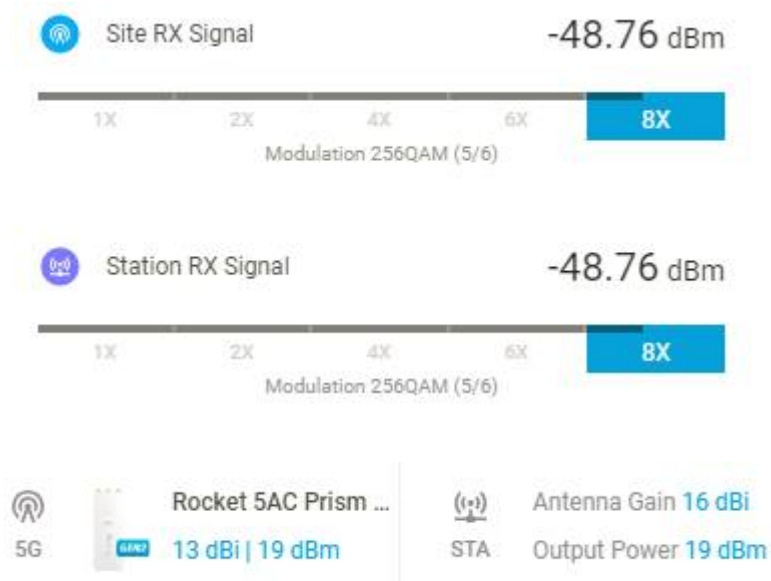 Site RX Signal -48.76 dBm
1X 2X 4X 6X 8X
Modulation 256QAM (5/6)
Station RX Signal -48.76 dBm
1X 2X 4X 6X 8X
Modulation 256QAM (5/6)
Rocket 5AC Prism ... Antenna Gain 16 dBi
5G GEN2 13 dBi | 19 dBm STA Output Power 19 dBm